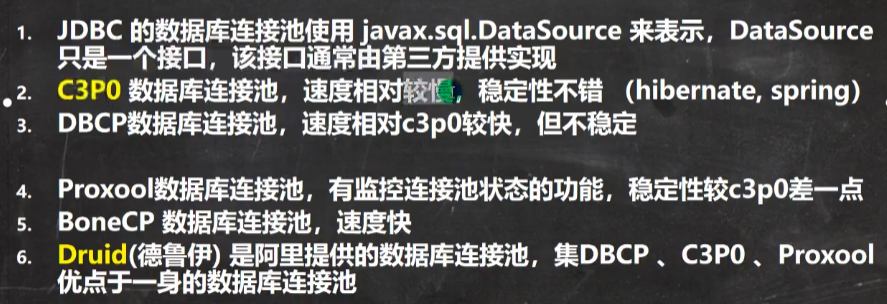 1. JDBC 的数据库连接池使用 javax.sql.DataSource 来表示，DataSource
只是一个接口，该接口通常由第三方提供实现
2. C3P0 数据库连接池，速度相对较慢，稳定性不错 （hibernate, spring）
3. DBCP数据库连接池，速度相对c3p0较快，但不稳定
4. Proxool数据库连接池，有监控连接池状态的功能，稳定性较c3p0差一点
5. BoneCP 数据库连接池，速度快
6. Druid(德鲁伊) 是阿里提供的数据库连接池，集DBCP 、C3P0 、Proxool
优点于一身的数据库连接池